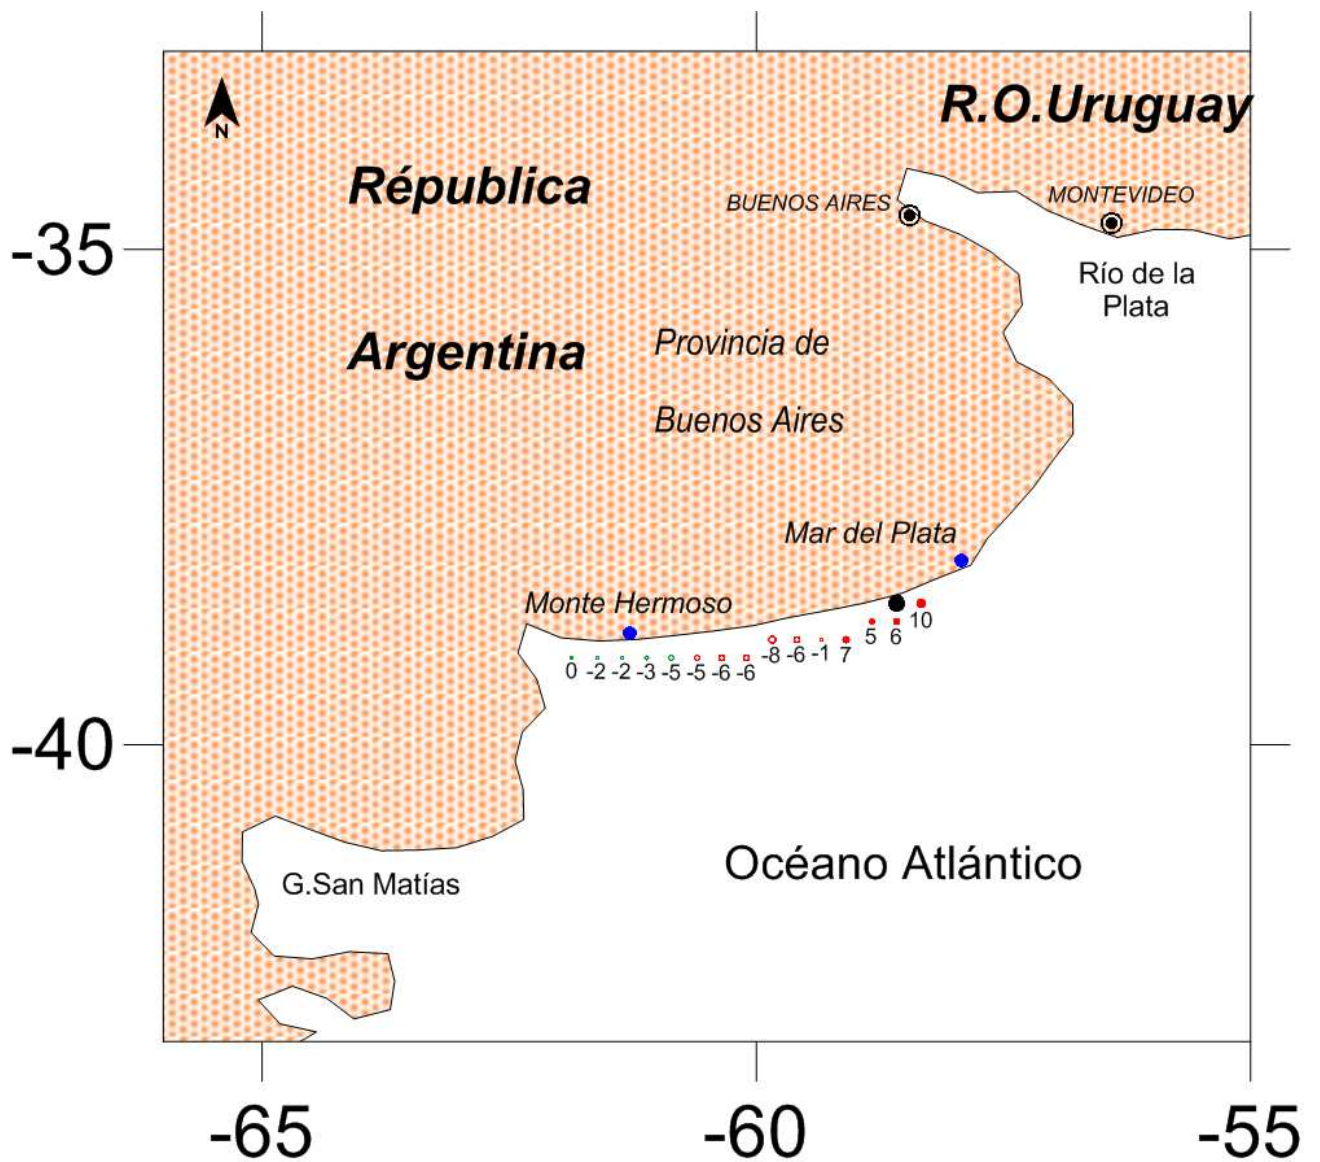 R.O.Uruguay
N
Républica
BUENOS AIRES
MONTEVIDEO
-35
Río de la
Plata
Argentina
Provincia de
Buenos Aires
Mar del Plata
Monte Hermoso
10
5 6
-8 -6 -1 7
0 -2 -2 -3 -5 -5 -6 -6
-40
Océano Atlántico
G.San Matías
-65 -60 -55